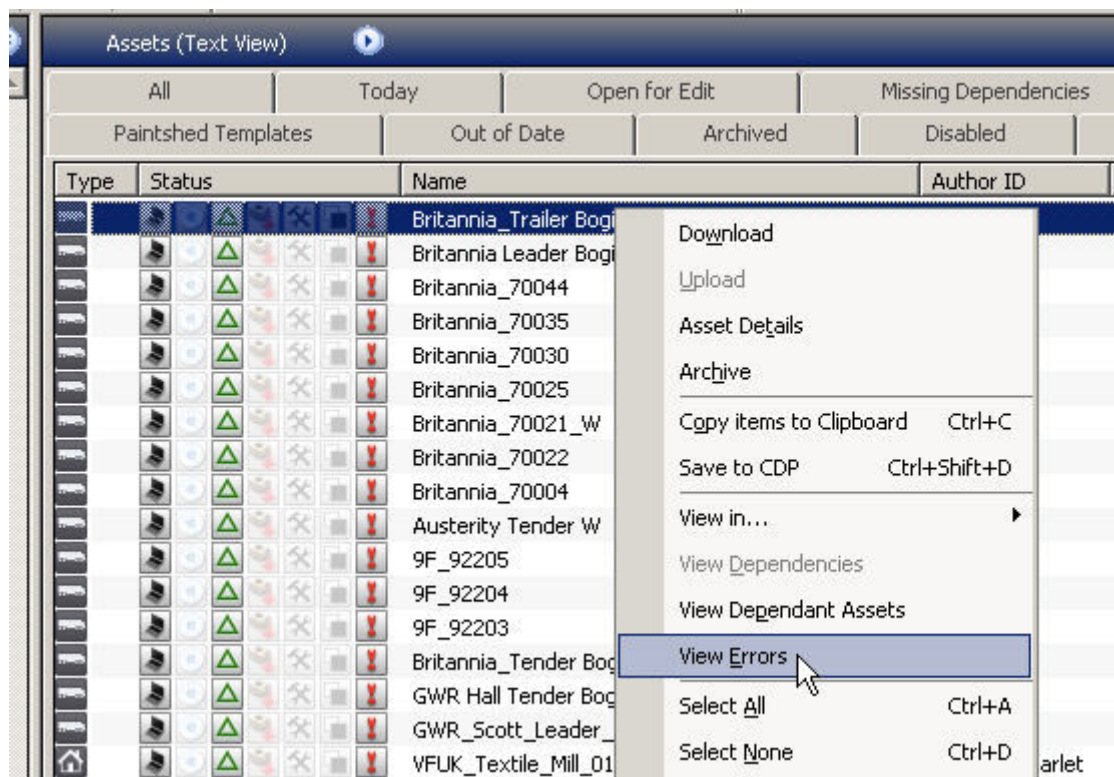 Assets (Text View)
All Today Open for Edit Missing Dependencies
Paintshed Templates Out of Date Archived Disabled
Type Status Name Author ID
Britannia_Trailer Bogi
Britannia Leader Bogi
Britannia_70044
Britannia_70035
Britannia_70030
Britannia_70025
Britannia_70021_W
Britannia_70022
Britannia_70004
Austerity Tender W
9F_92205
9F_92204
9F_92203
Britannia_Tender Bog
GWR Hall Tender Bog
GWR_Scott_Leader_
VFUK_Textile_Mill_01
Download
Upload
Asset Details
Archive
Copy items to Clipboard Ctrl+C
Save to CDP Ctrl+Shift+D
View in...
View Dependencies
View Dependant Assets
View Errors
Select All Ctrl+A
Select None Ctrl+D
arlet